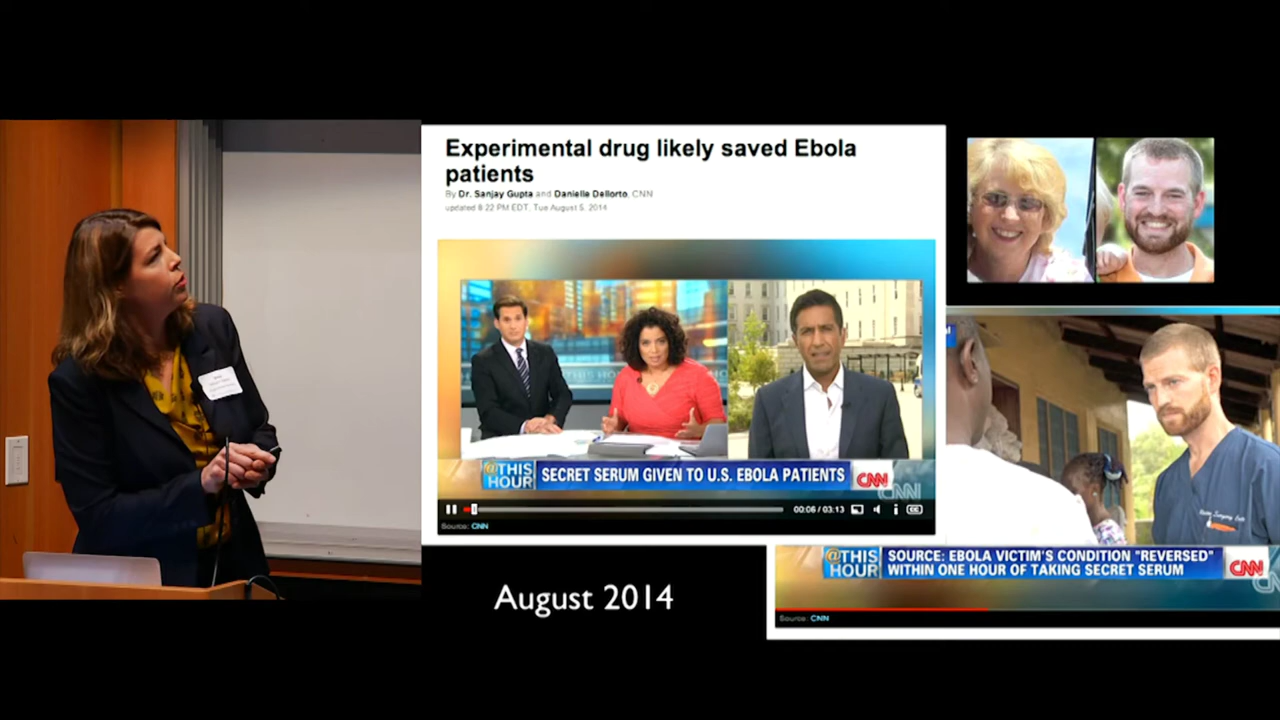 Experimental drug likely saved Ebola
patients
By Dr. Sanjay Gupta and Danielle Dellorto, CNN
updated 8:22 PM EDT, Tue August 5, 2014
@THIS
HOUR
SECRET SERUM GIVEN TO U.S. EBOLA PATIENTS
CNN
CNN
00:06 / 03:13
CC
Source: CNN
August 2014
@THIS
HOUR
SOURCE: EBOLA VICTIM'S CONDITION "REVERSED"
WITHIN ONE HOUR OF TAKING SECRET SERUM
CNN
Source: CNN